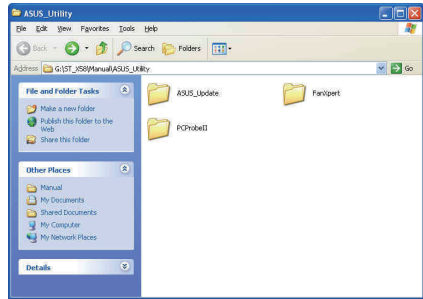 ASUS_Utility
File Edit View Favorites Tools Help
Back Search Folders
Address G:\ST_X58\Manual\ASUS_Utility Go
File and Folder Tasks
Make a new folder
Publish this folder to the Web
Share this folder
Other Places
Manual
My Documents
Shared Documents
My Computer
My Network Places
Details
ASUS_Update
FanXpert
PCProbeII